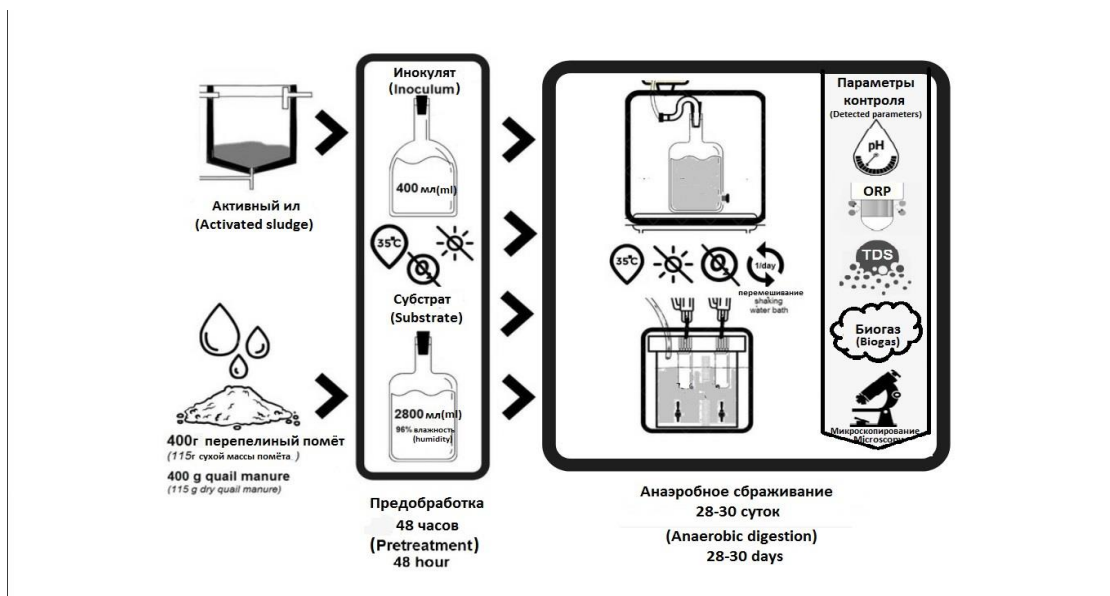 Активный ил
(Activated sludge)
400г перепелиный помёт
(115г сухой массы помёта )
400 g quail manure
(115 g dry quail manure)
Инокулят
(Inoculum)
400 мл(ml)
35°C
O₂
Субстрат
(Substrate)
2800 мл(ml)
96% влажность
(humidity)
Предобработка
48 часов
(Pretreatment)
48 hour
35°C
O₂
1/day
перемешивание
shaking
water bath
Анаэробное сбраживание
28-30 суток
(Anaerobic digestion)
28-30 days
Параметры
контроля
(Detected parameters)
pH
ORP
TDS
Биогаз
(Biogas)
Микроскопирование
Microscopy